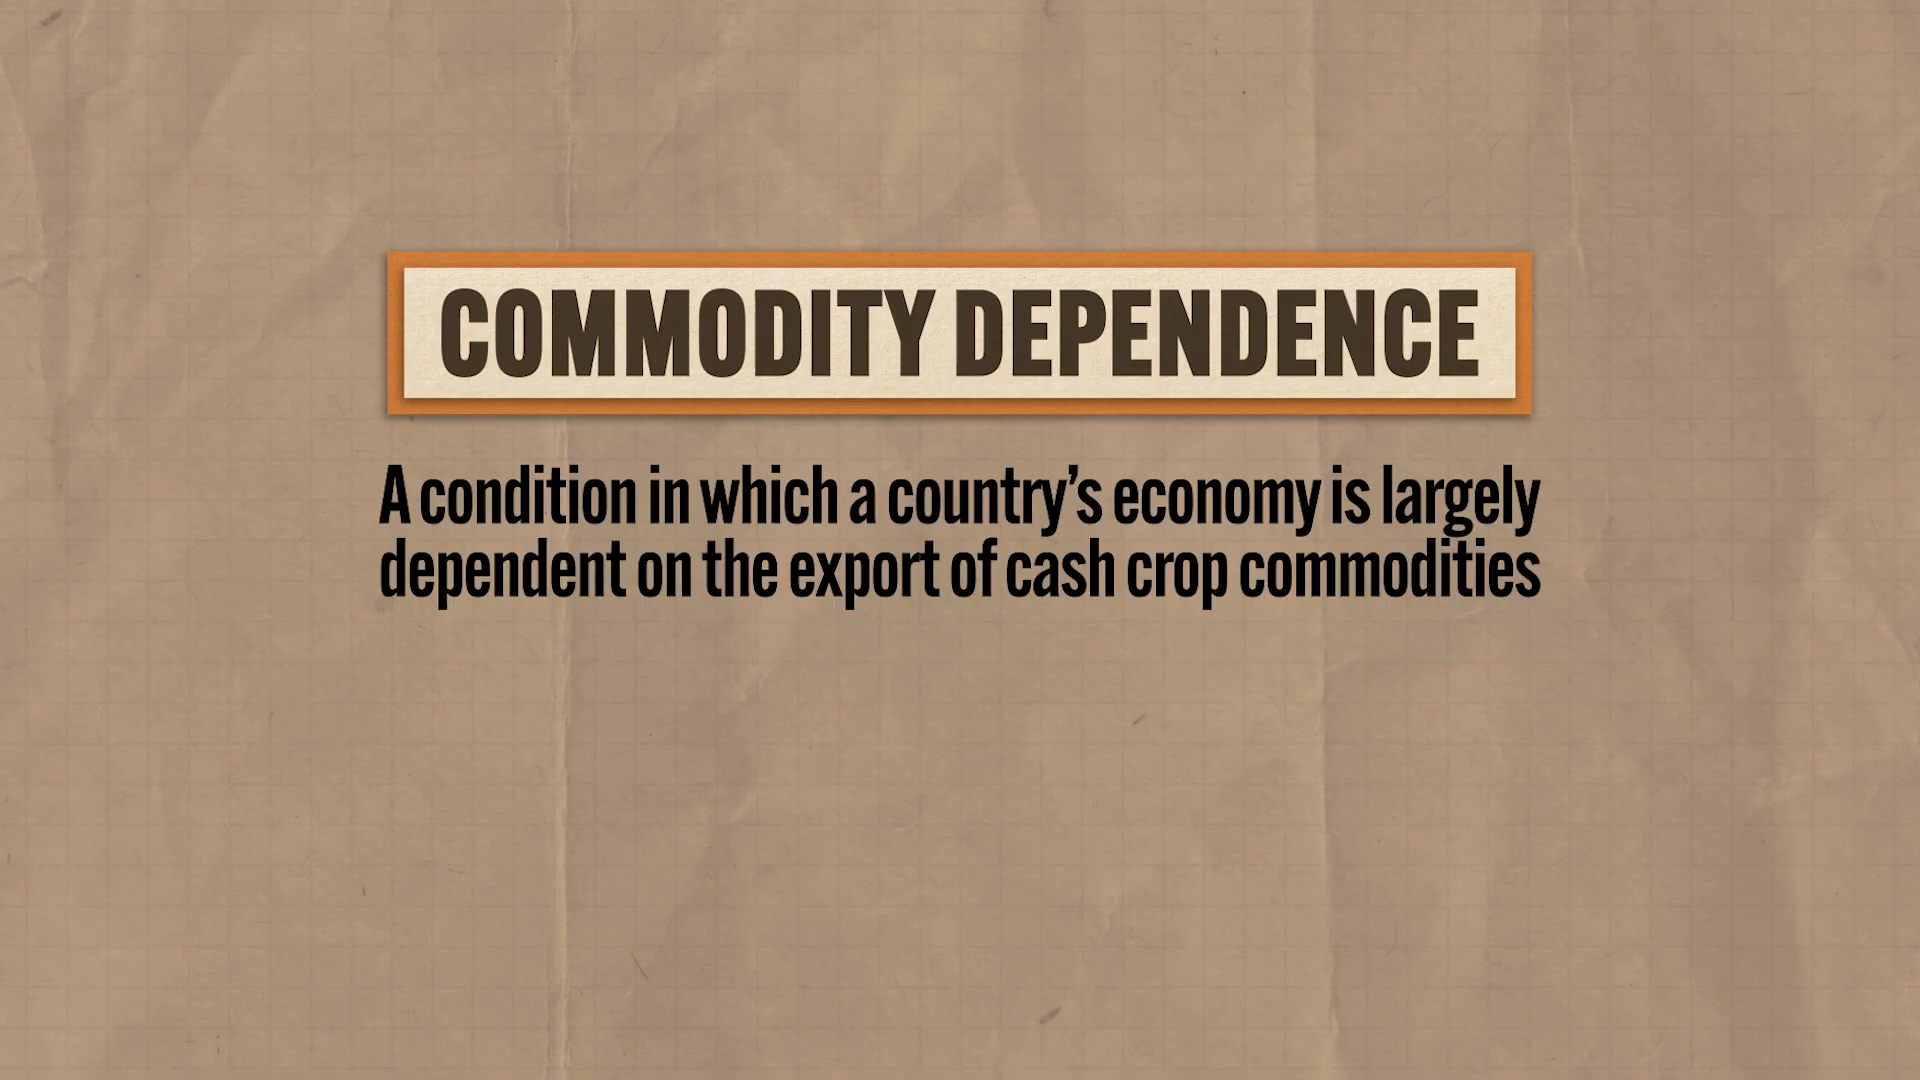 COMMODITY DEPENDENCE
A condition in which a country’s economy is largely
dependent on the export of cash crop commodities